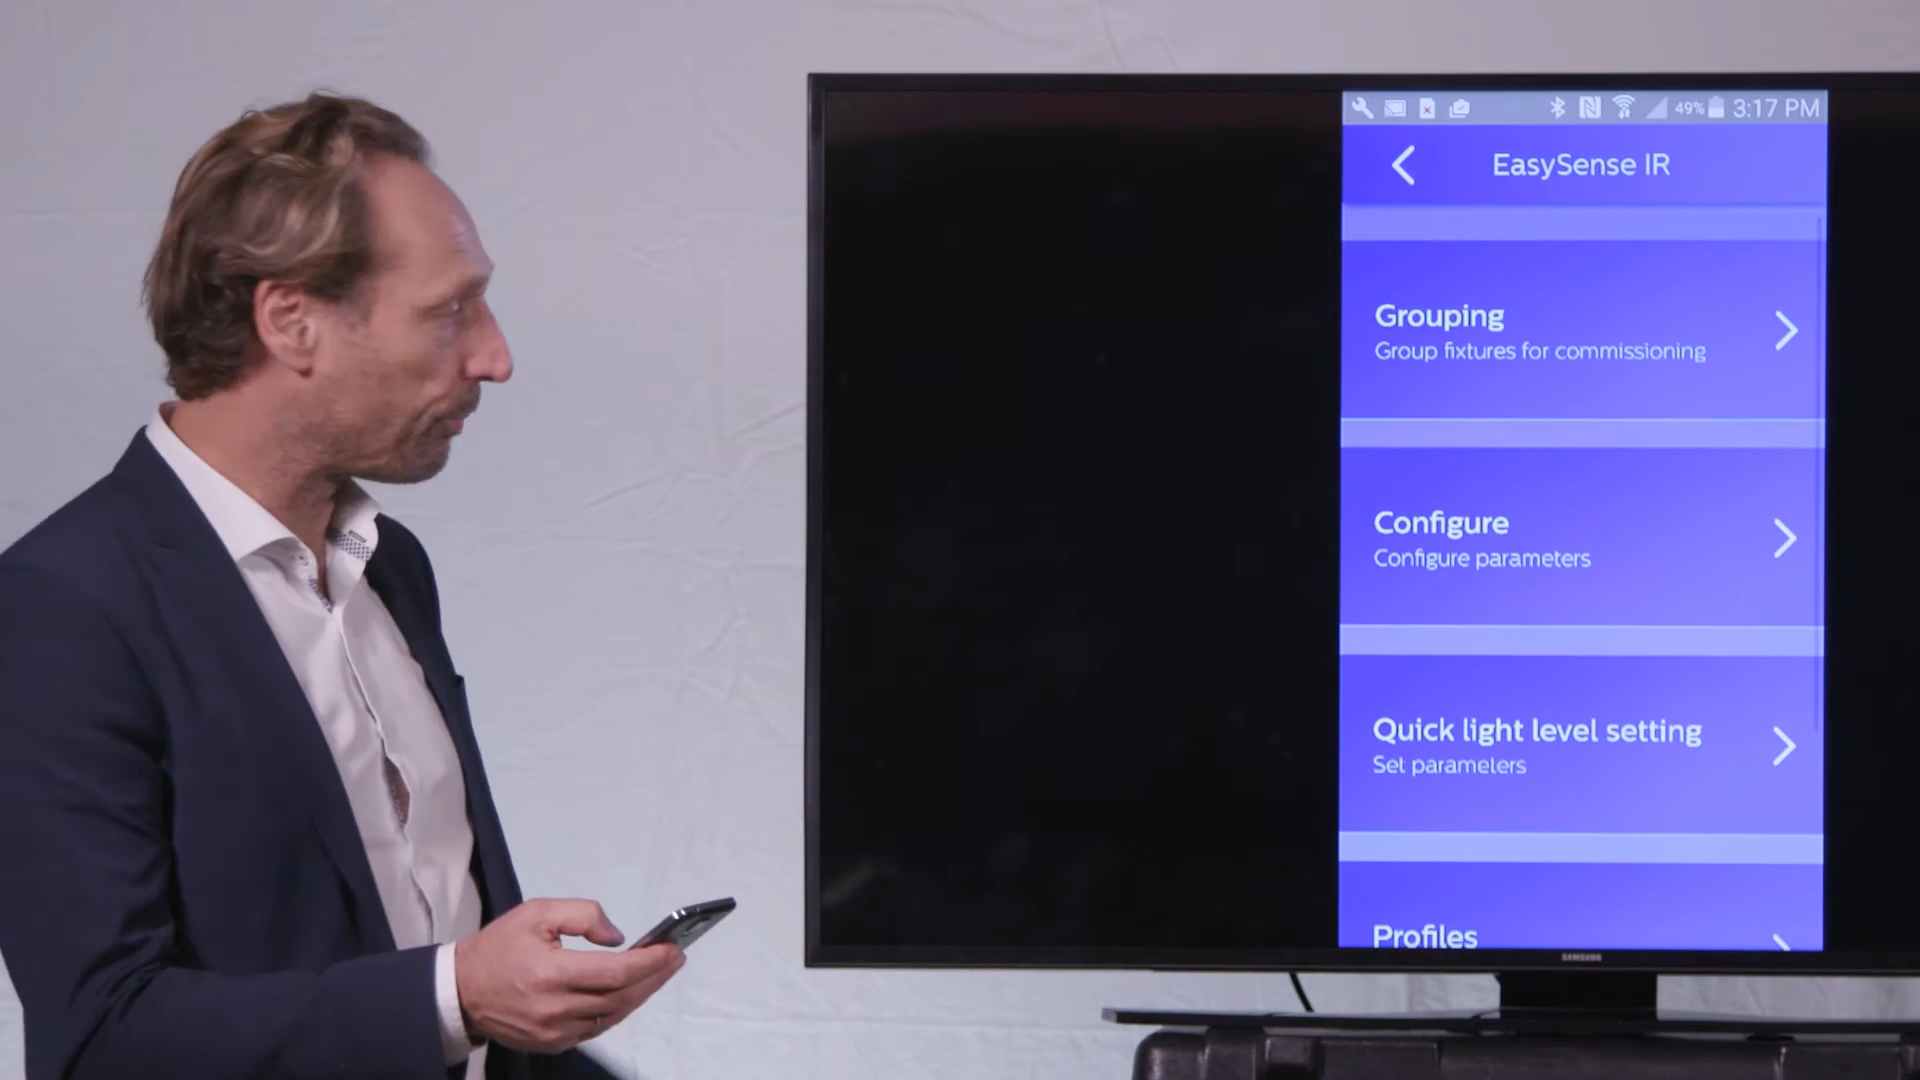 49% 3:17 PM
EasySense IR
Grouping
Group fixtures for commissioning
Configure
Configure parameters
Quick light level setting
Set parameters
Profiles
SAMSUNG